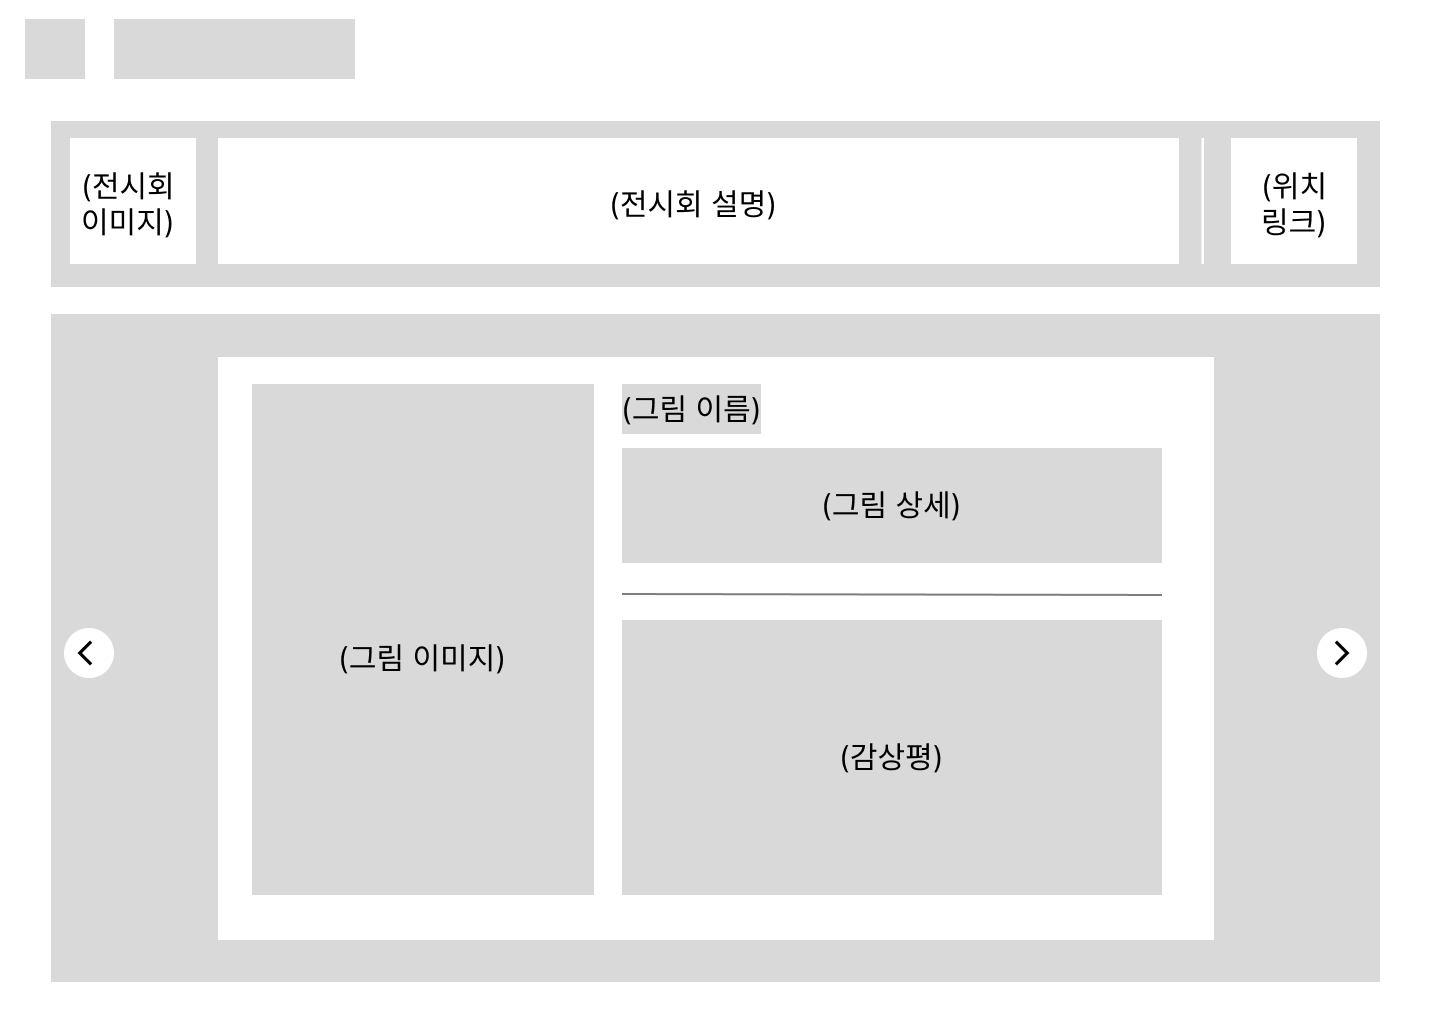 (전시회
이미지)
(전시회 설명)
(위치
링크)
(그림 이름)
(그림 상세)
(그림 이미지)
(감상평)